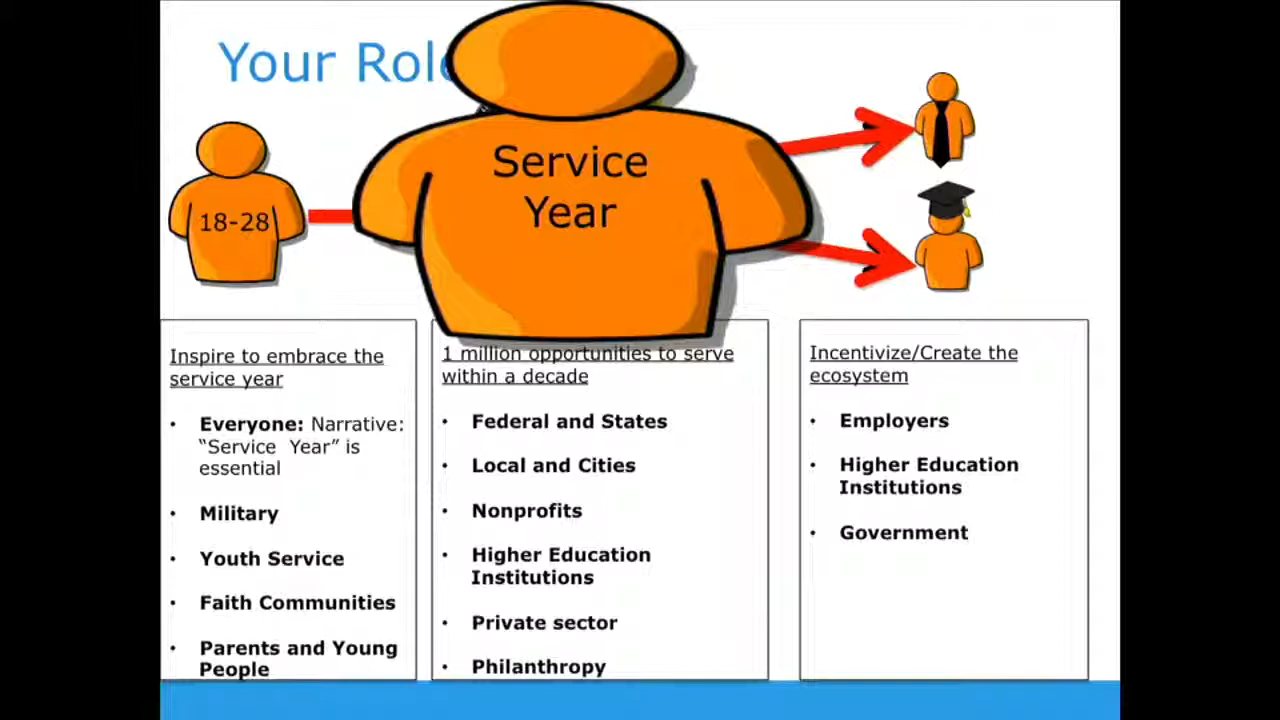 Your Role
Service
Year
18-28
Inspire to embrace the
service year
• Everyone: Narrative:
“Service Year” is
essential
• Military
• Youth Service
• Faith Communities
• Parents and Young
People
1 million opportunities to serve
within a decade
• Federal and States
• Local and Cities
• Nonprofits
• Higher Education
Institutions
• Private sector
• Philanthropy
Incentivize/Create the
ecosystem
• Employers
• Higher Education
Institutions
• Government